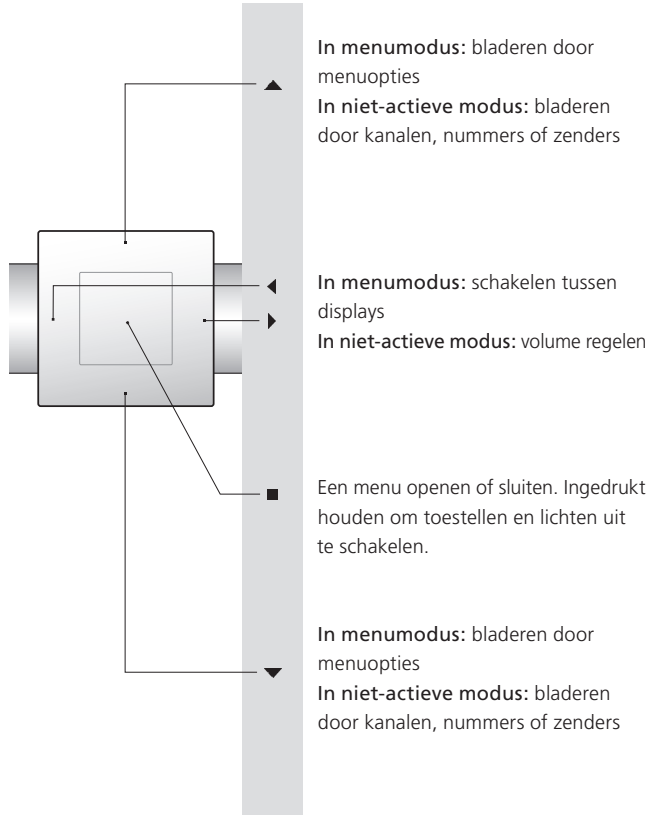 In menumodus: bladeren door
menuopties
In niet-actieve modus: bladeren
door kanalen, nummers of zenders
In menumodus: schakelen tussen
displays
In niet-actieve modus: volume regelen
Een menu openen of sluiten. Ingedrukt
houden om toestellen en lichten uit
te schakelen.
In menumodus: bladeren door
menuopties
In niet-actieve modus: bladeren
door kanalen, nummers of zenders